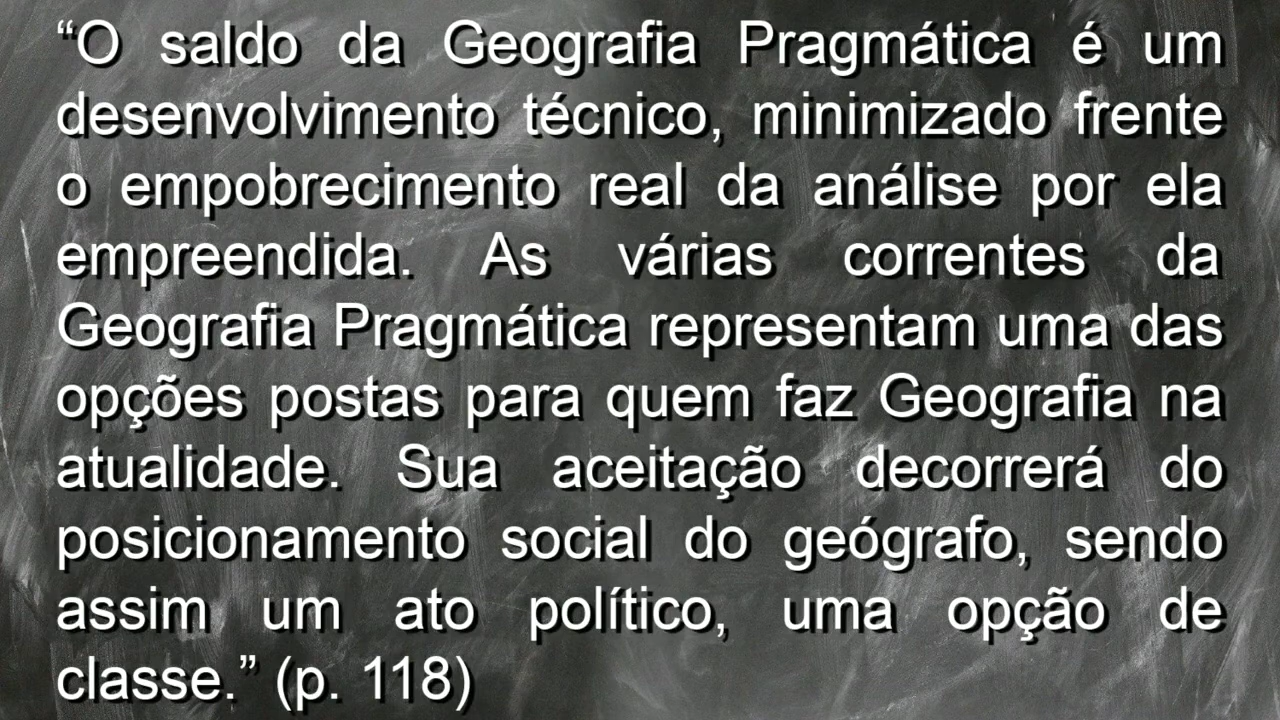 “O saldo da Geografia Pragmática é um
desenvolvimento técnico, minimizado frente
o empobrecimento real da análise por ela
empreendida. As várias correntes da
Geografia Pragmática representam uma das
opções postas para quem faz Geografia na
atualidade. Sua aceitação decorrerá do
posicionamento social do geógrafo, sendo
assim um ato político, uma opção de
classe.” (p. 118)